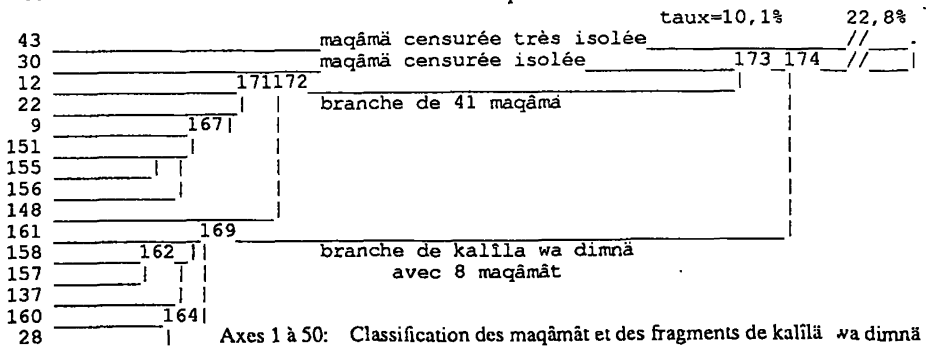 taux=10,1% 22,8%
43 maqâmä censurée très isolée //
30 maqâmä censurée isolée 173 174 //
12 171 172
22 branche de 41 maqâmä
9 167
151
155
156
148
161 169
158 162 branche de kalîla wa dimnä
157 avec 8 maqâmât
137
160 164
28 Axes 1 à 50: Classification des maqâmât et des fragments de kalîlä wa dimnä